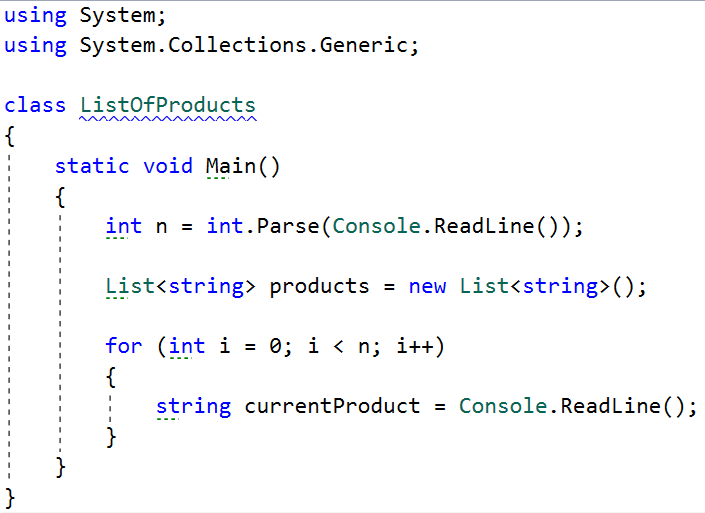 using System;
using System.Collections.Generic;
class ListOfProducts
{
static void Main()
{
int n = int.Parse(Console.ReadLine());
List<string> products = new List<string>();
for (int i = 0; i < n; i++)
{
string currentProduct = Console.ReadLine();
}
}
}